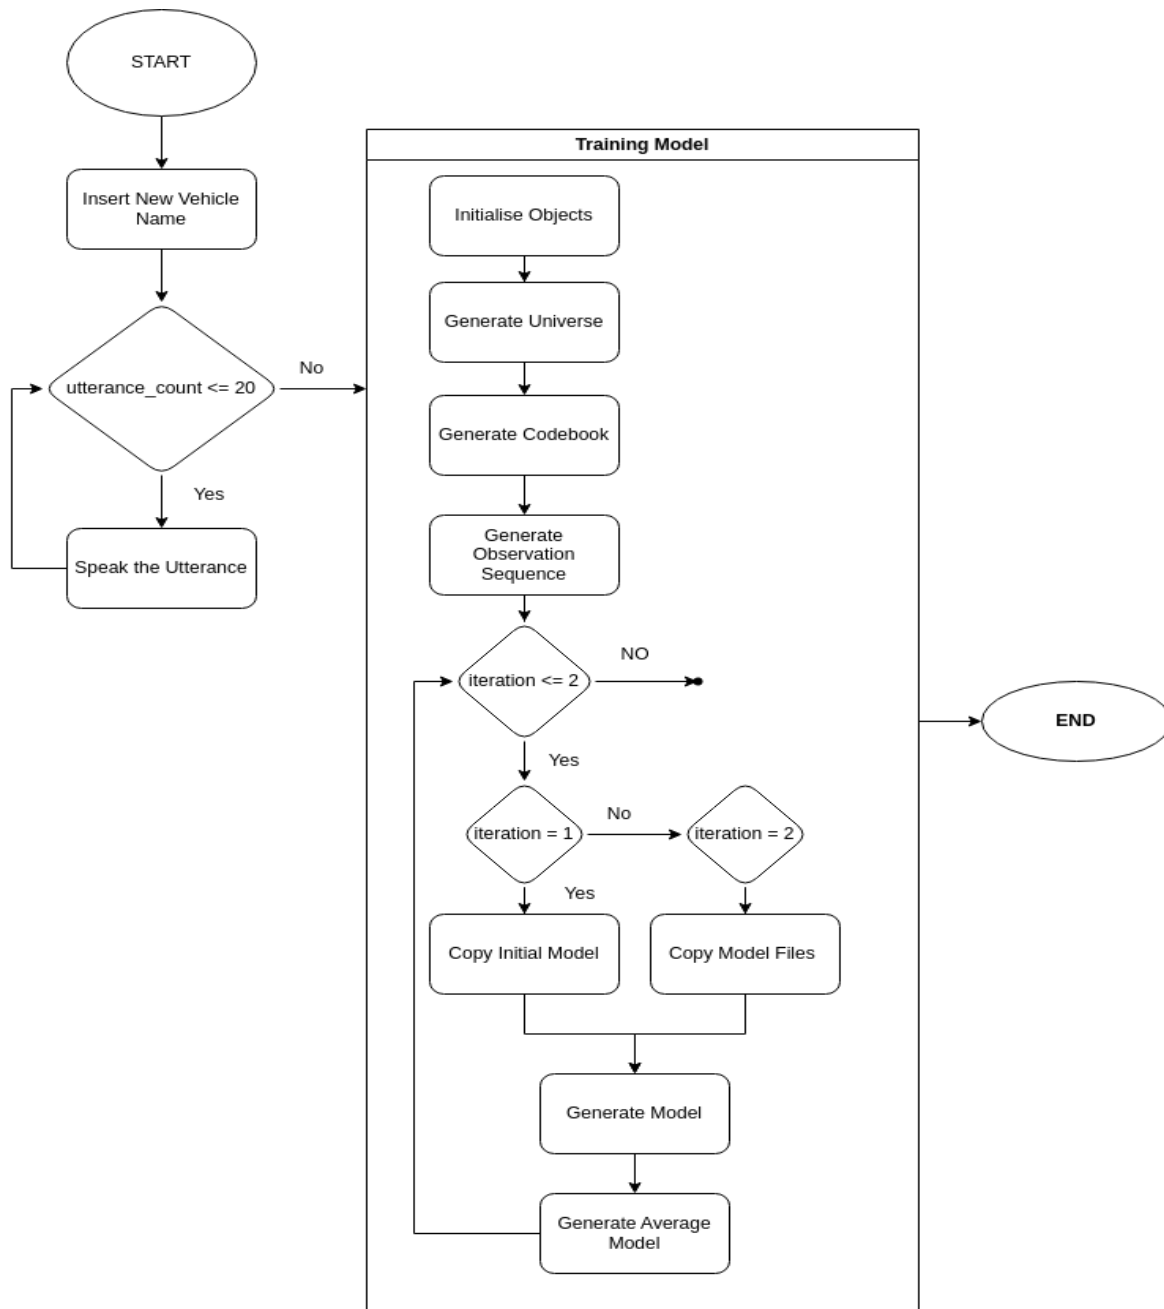 START
Insert New Vehicle
Name
utterance_count <= 20
No
Yes
Speak the Utterance
Training Model
Initialise Objects
Generate Universe
Generate Codebook
Generate
Observation
Sequence
iteration <= 2
NO
Yes
iteration = 1
No
iteration = 2
Yes
Copy Initial Model
Copy Model Files
Generate Model
Generate Average
Model
END